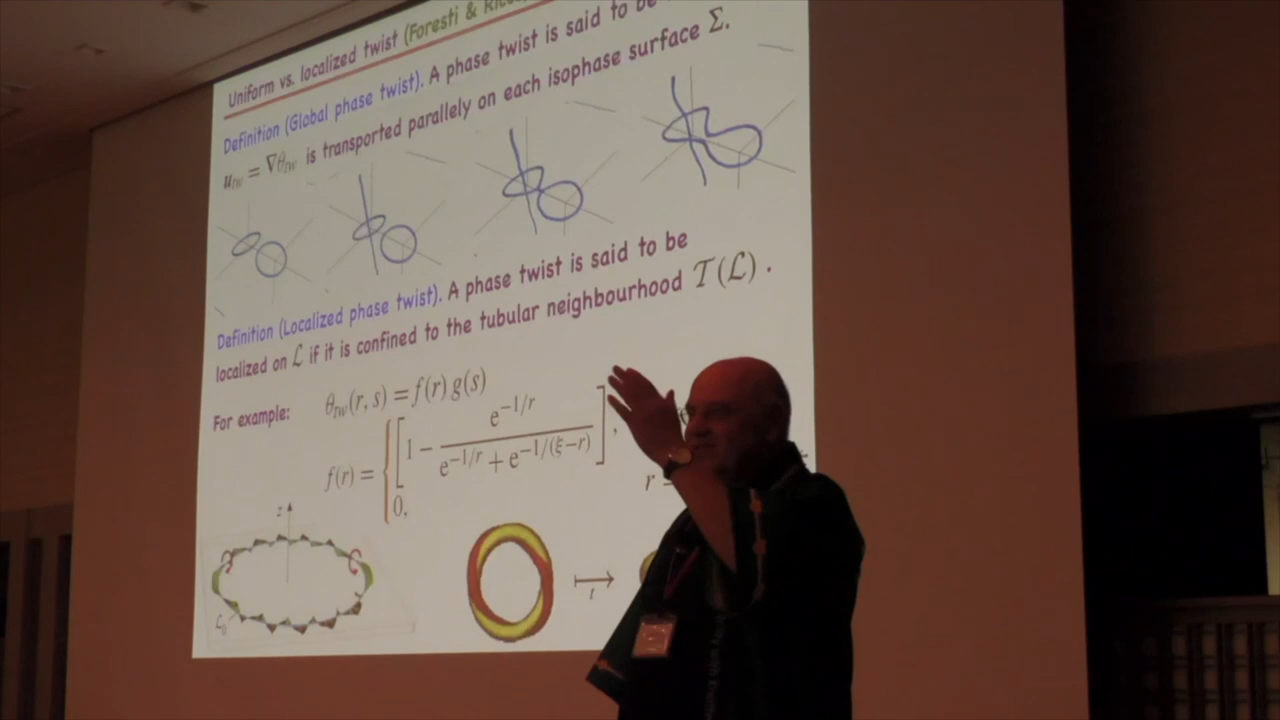 Uniform vs. localized twist (Foresti &
Definition (Global phase twist). A phase twist is said to be
u_tw = ∇θ_tw is transported parallely on each isophase surface Σ.
Definition (Localized phase twist). A phase twist is said to be
localized on ℒ if it is confined to the tubular neighbourhood 𝒯(ℒ).
For example: θ_tw(r, s) = f(r) g(s)
f(r) = { [1 − e^{−1/r} / (e^{−1/r} + e^{−1/(ξ−r)})],
0, r
z
ℒ₀
t